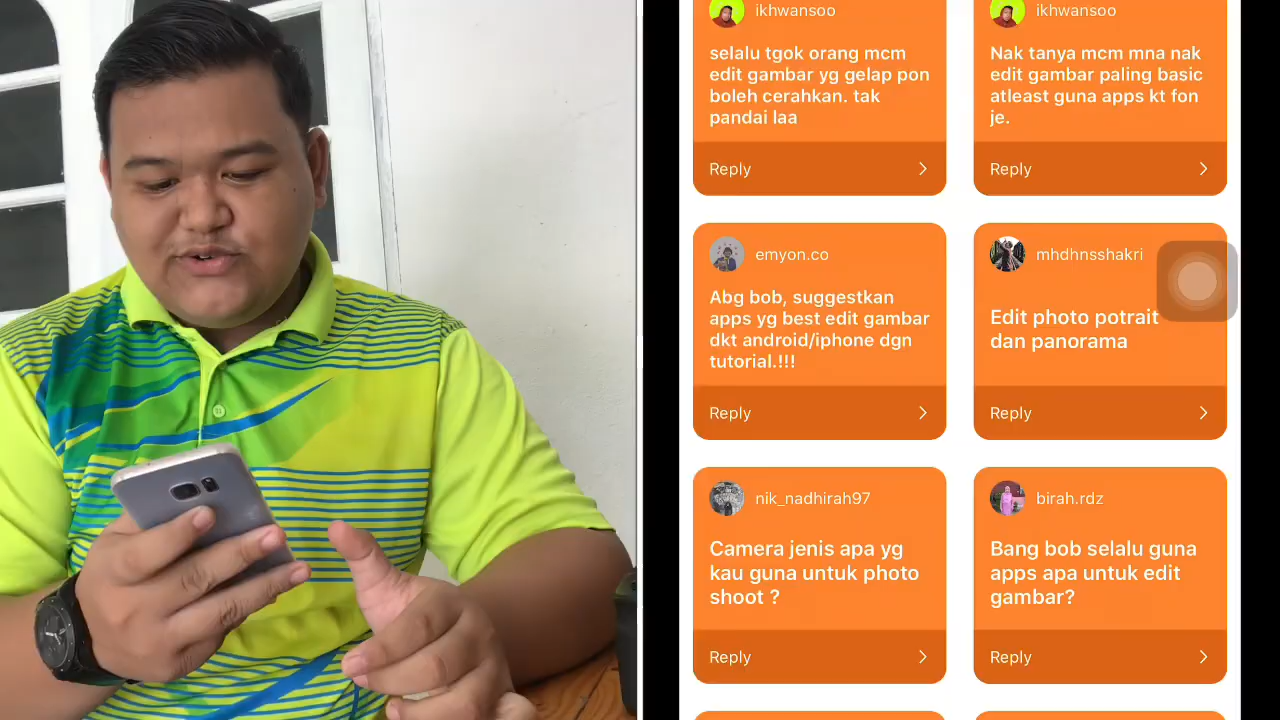 ikhwansoo
selalu tgok orang mcm
edit gambar yg gelap pon
boleh cerahkan. tak
pandai laa
Reply
ikhwansoo
Nak tanya mcm mna nak
edit gambar paling basic
atleast guna apps kt fon
je.
Reply
emyon.co
Abg bob, suggestkan
apps yg best edit gambar
dkt android/iphone dgn
tutorial.!!!
Reply
mhdhnsshakri
Edit photo potrait
dan panorama
Reply
nik_nadhirah97
Camera jenis apa yg
kau guna untuk photo
shoot ?
Reply
birah.rdz
Bang bob selalu guna
apps apa untuk edit
gambar?
Reply